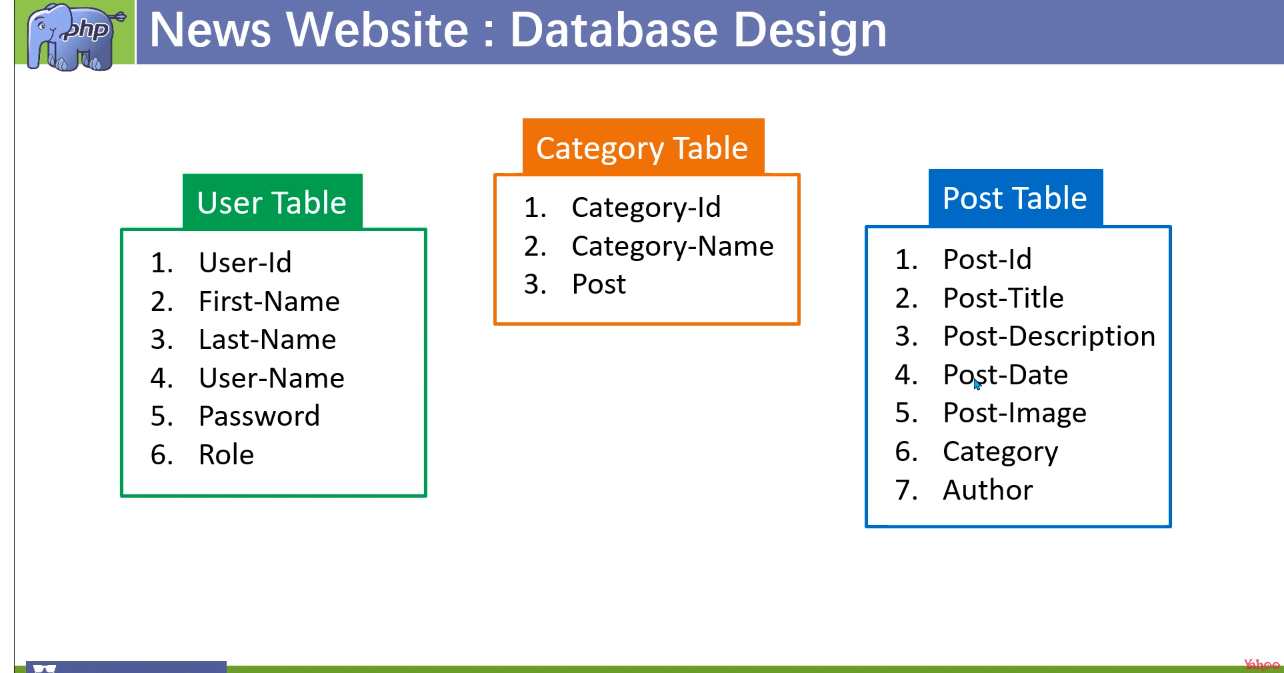 php
News Website : Database Design
User Table
1. User-Id
2. First-Name
3. Last-Name
4. User-Name
5. Password
6. Role
Category Table
1. Category-Id
2. Category-Name
3. Post
Post Table
1. Post-Id
2. Post-Title
3. Post-Description
4. Post-Date
5. Post-Image
6. Category
7. Author
Yahoo